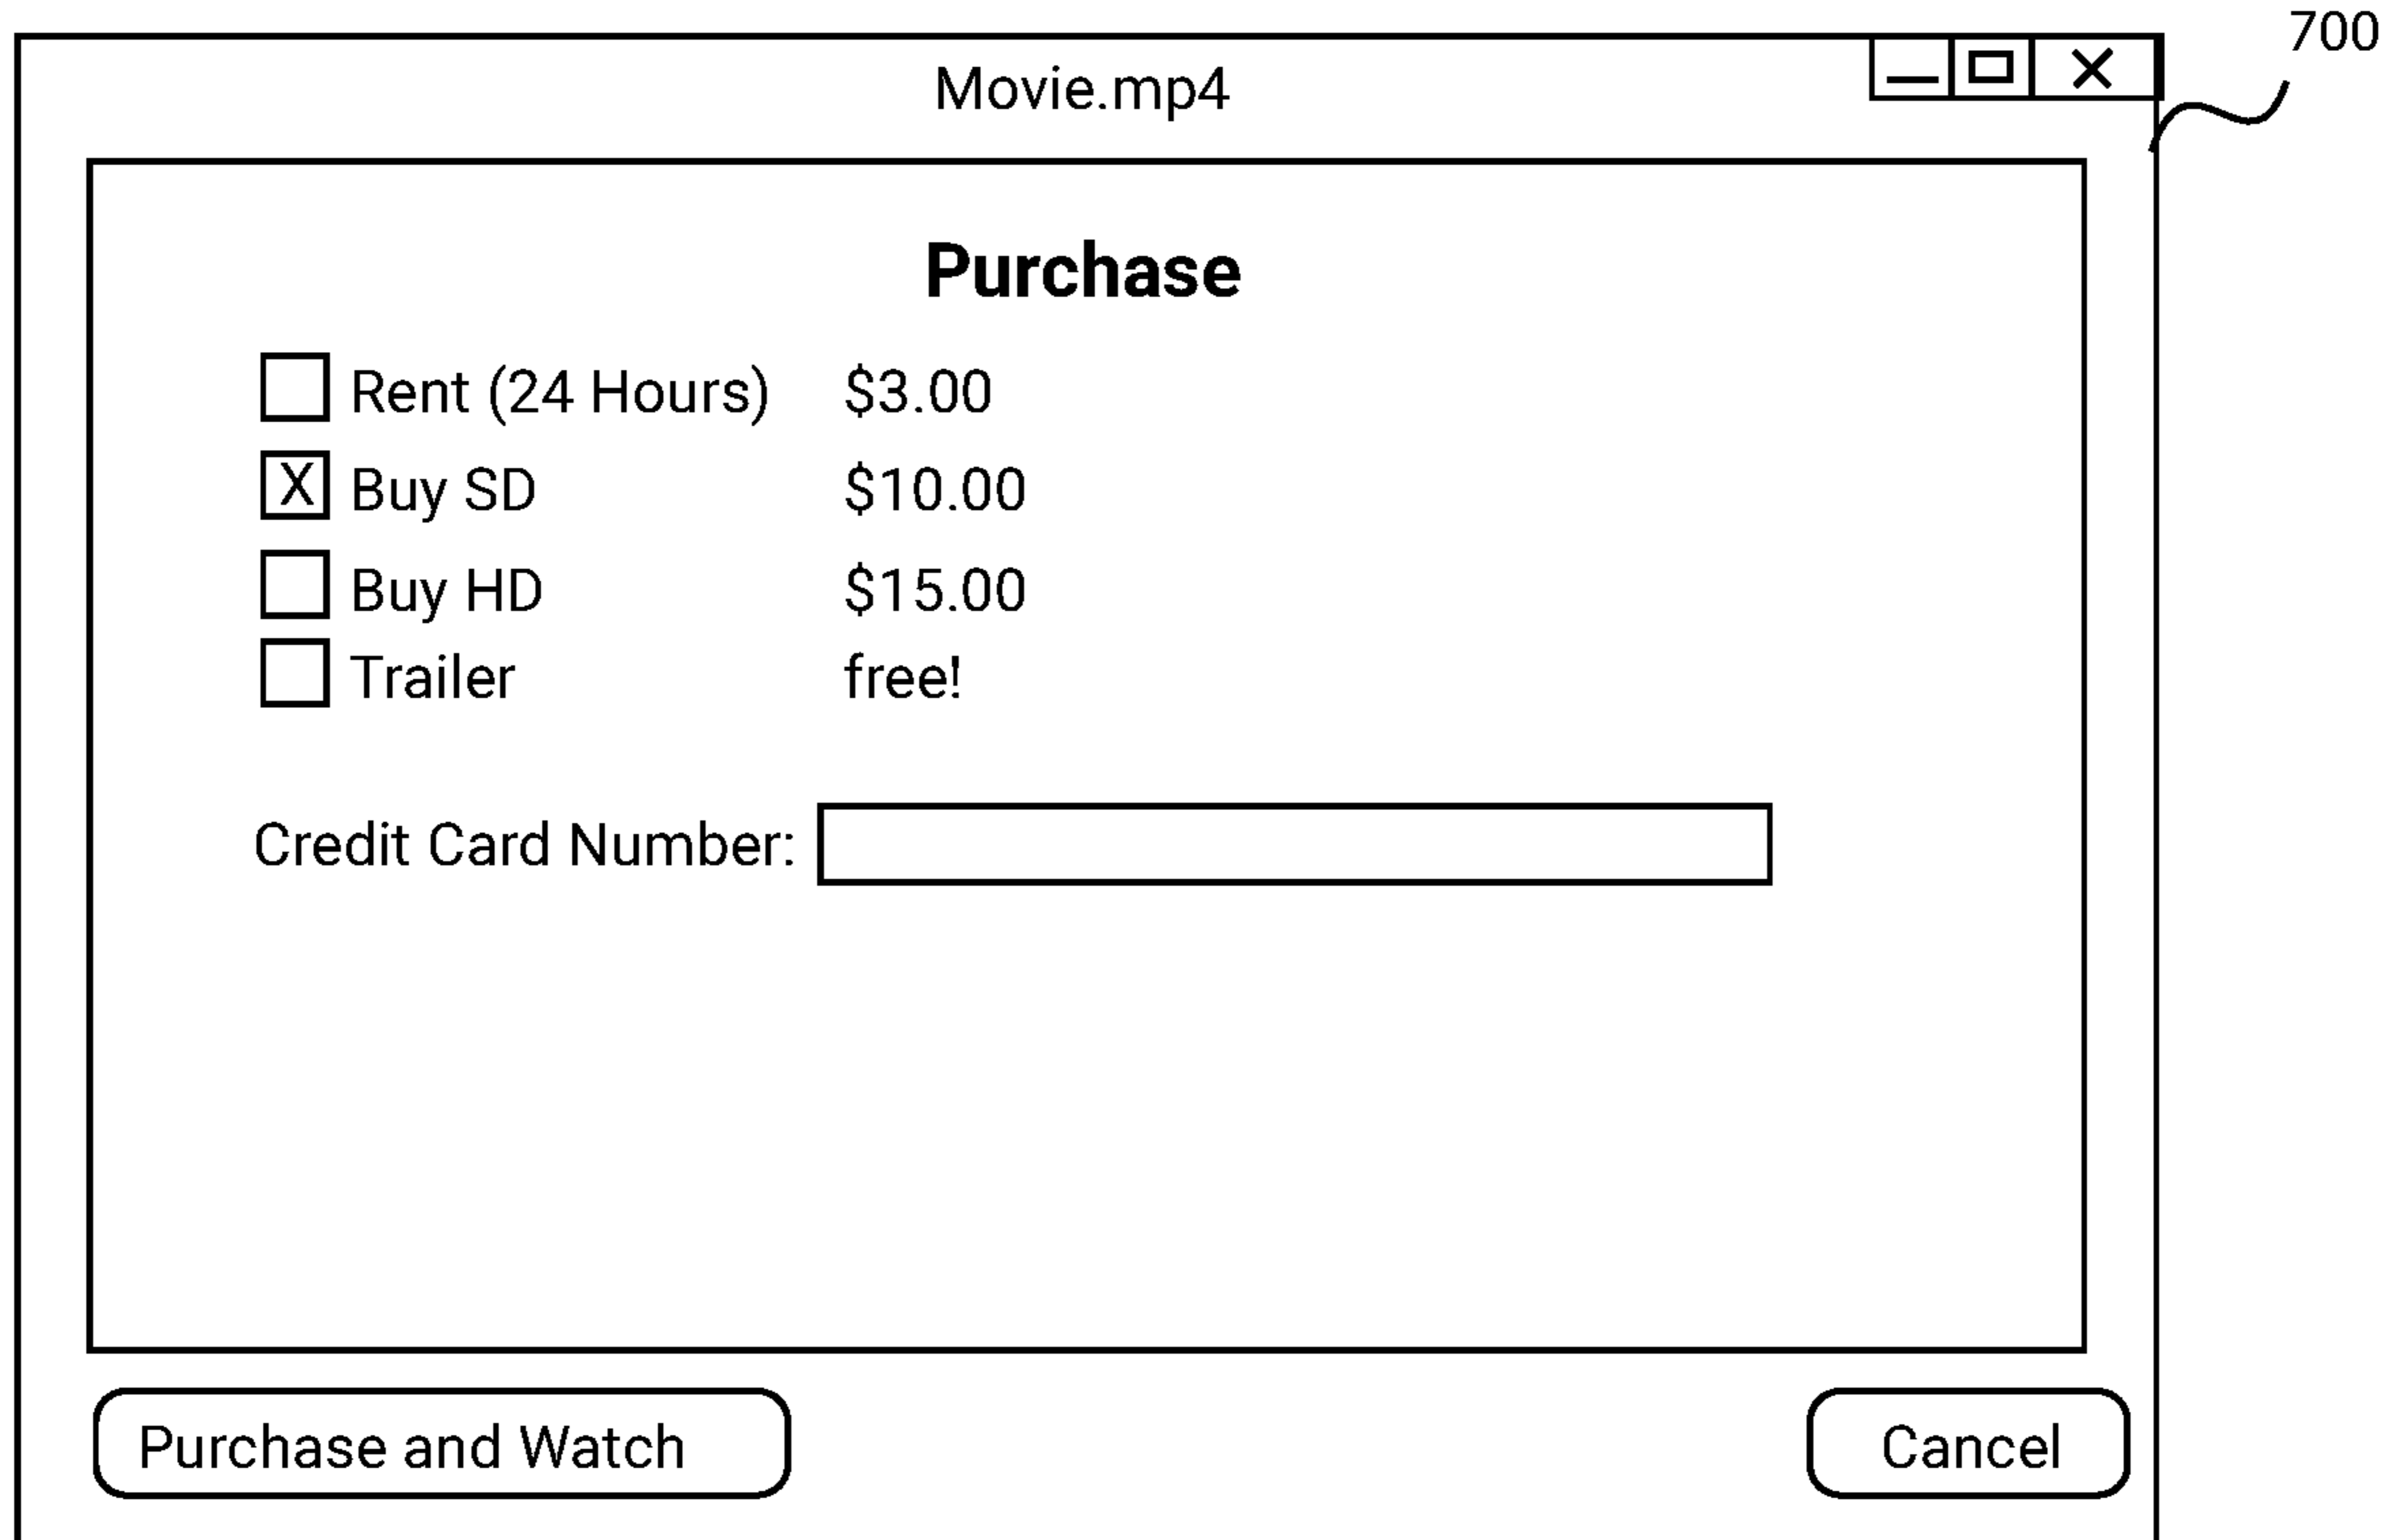 700
Movie.mp4
Purchase
Rent (24 Hours) $3.00
X Buy SD $10.00
Buy HD $15.00
Trailer free!
Credit Card Number:
Purchase and Watch Cancel